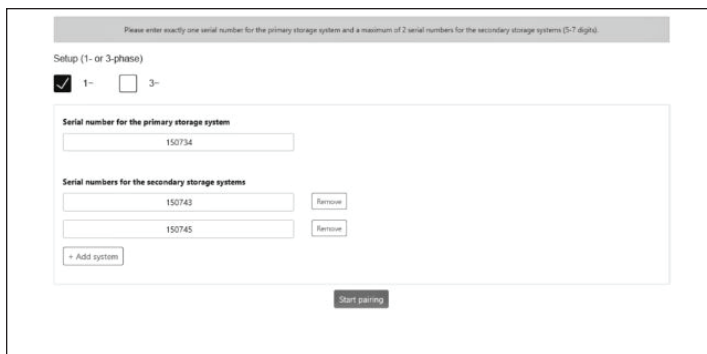 Please enter exactly one serial number for the primary storage system and a maximum of 2 serial numbers for the secondary storage systems (5-7 digits).
Setup (1- or 3-phase)
1~ 3~
Serial number for the primary storage system
150734
Serial numbers for the secondary storage systems
150743 Remove
150745 Remove
+ Add system
Start pairing